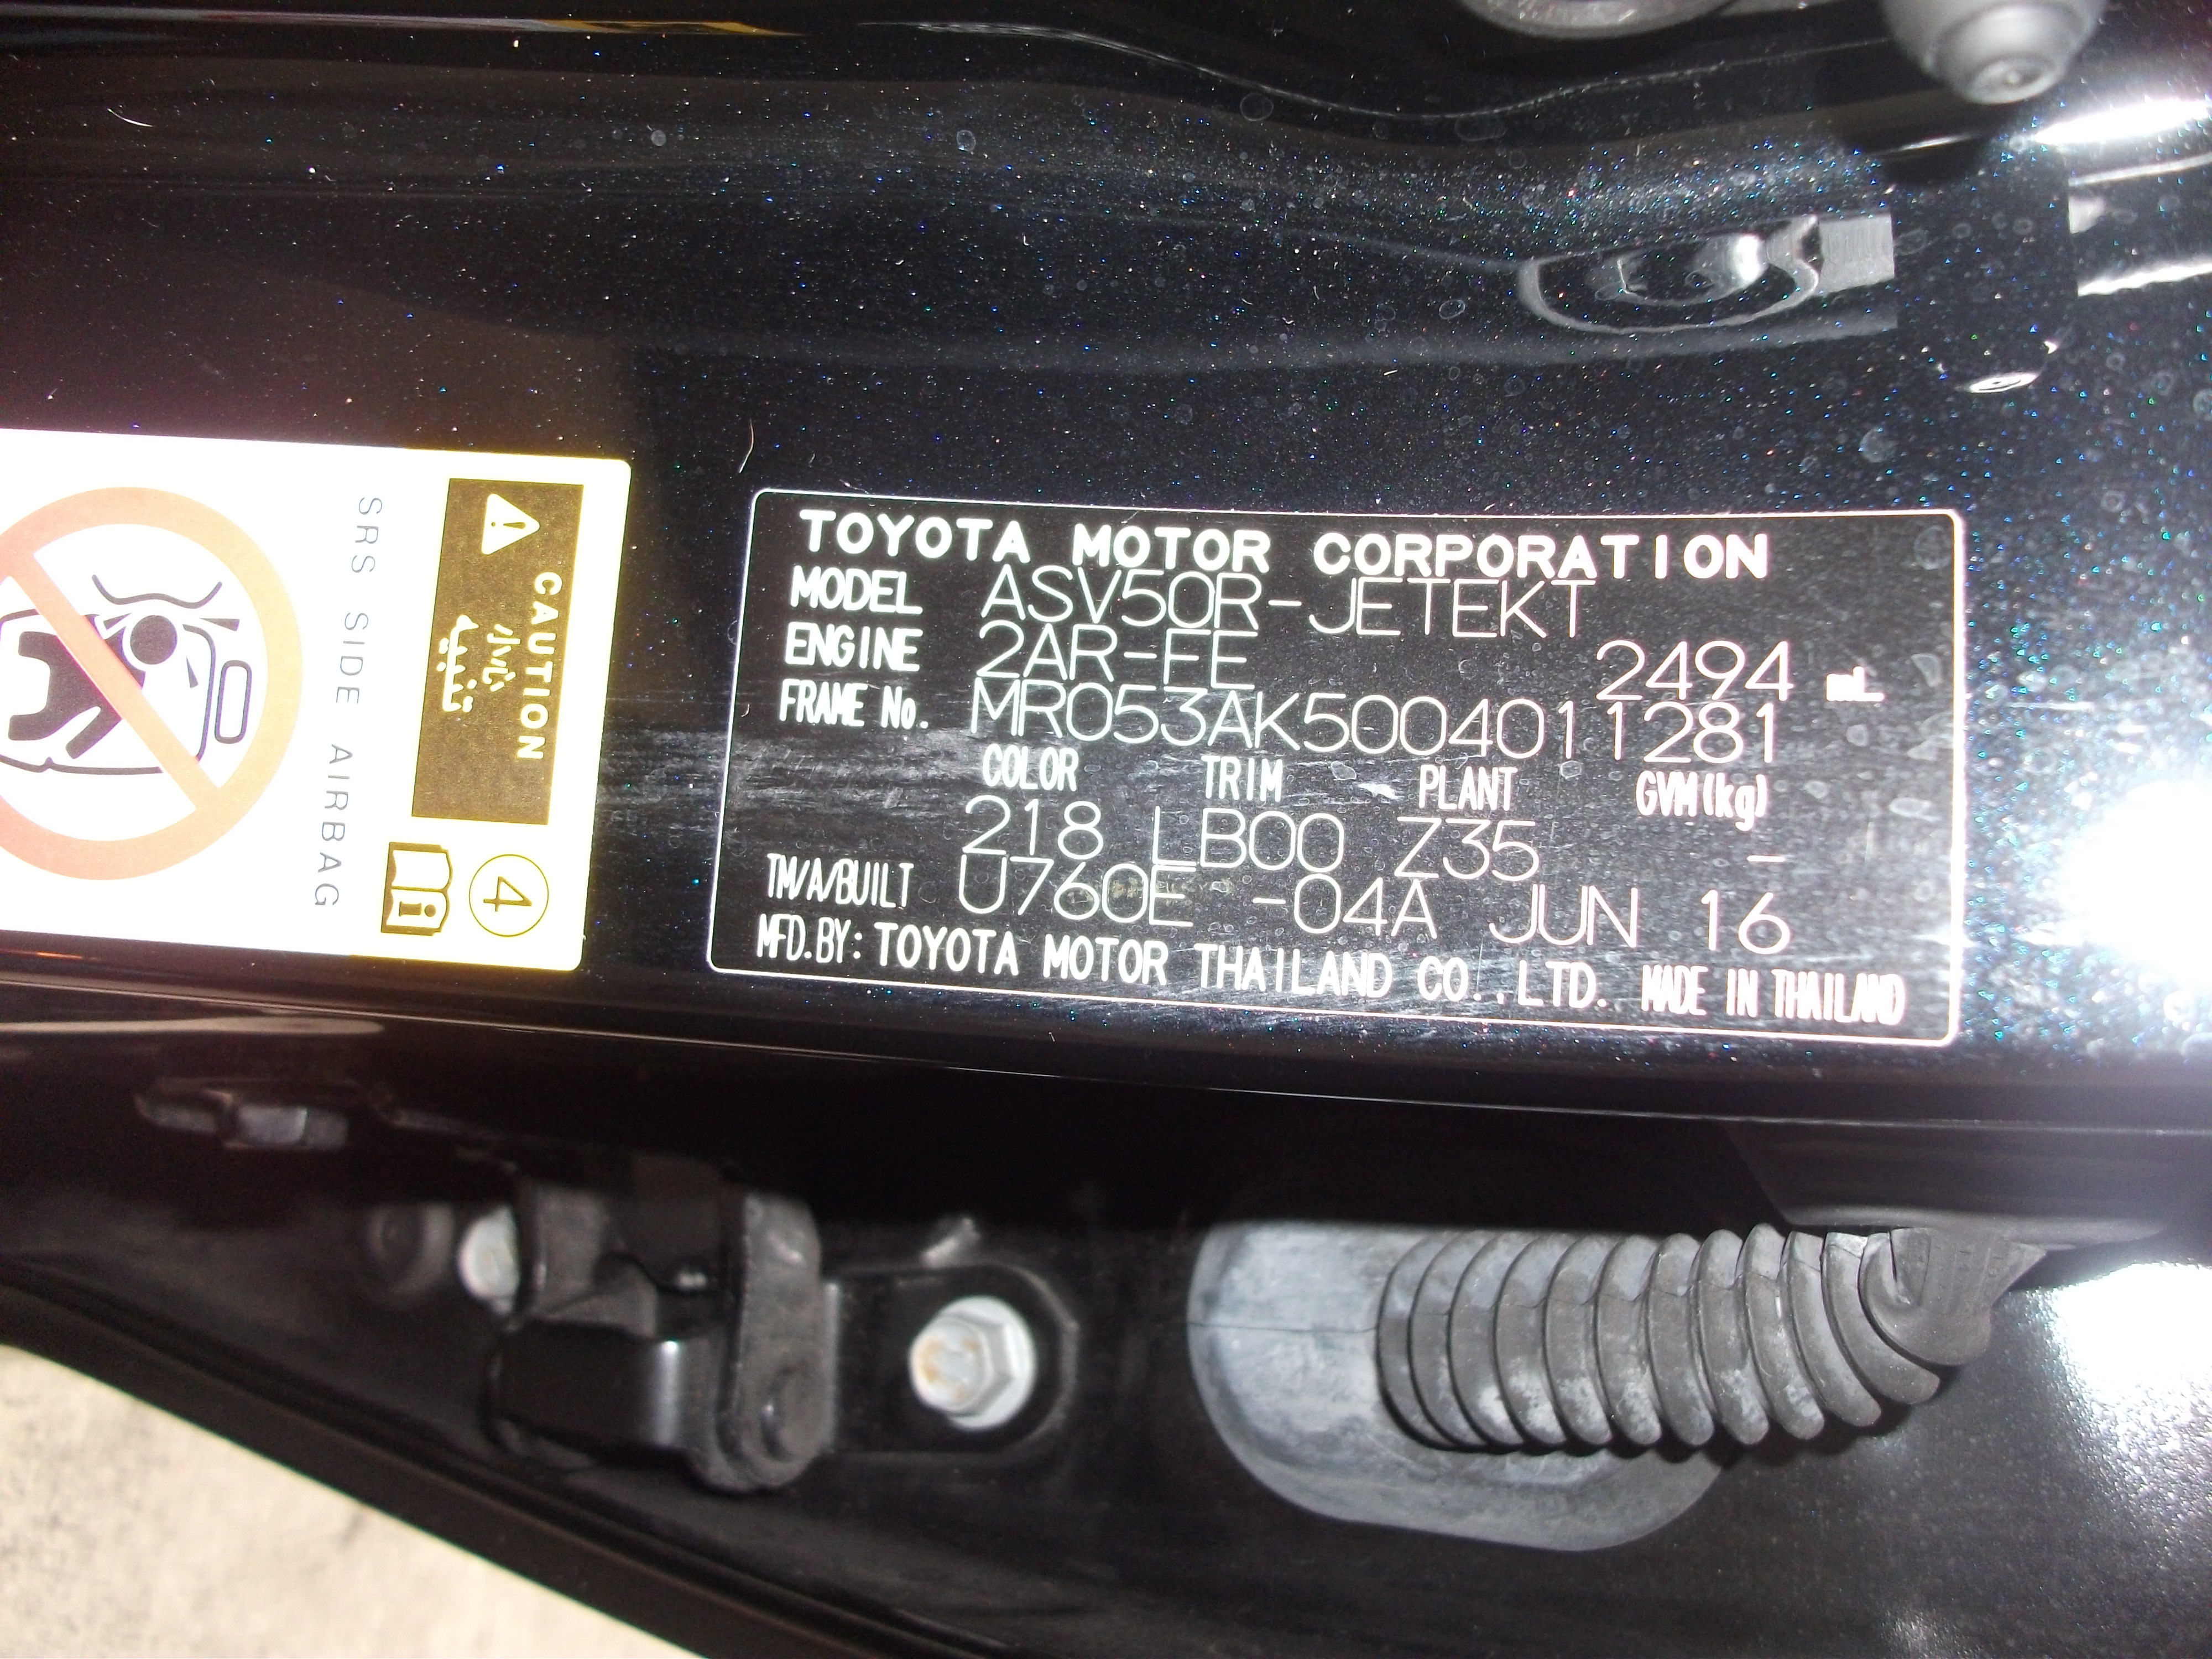 TOYOTA MOTOR CORPORATION
MODEL ASV50R-JETEKT
ENGINE 2AR-FE 2494 mL
FRAME No. MR053AK5004011281
COLOR TRIM PLANT GVM(kg)
218 LB00 Z35 -
TM/A/BUILT U760E -04A JUN 16
MFD.BY: TOYOTA MOTOR THAILAND CO.,LTD. MADE IN THAILAND
CAUTION
4
SRS SIDE AIRBAG